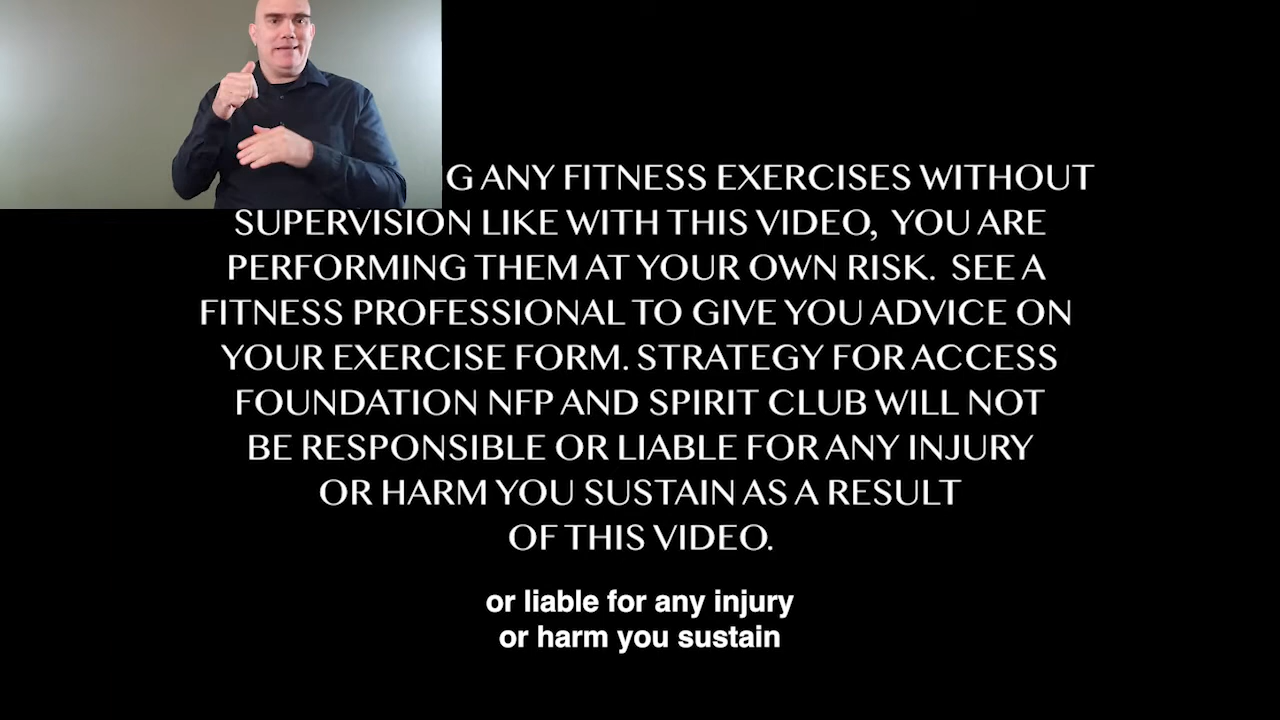 G ANY FITNESS EXERCISES WITHOUT
SUPERVISION LIKE WITH THIS VIDEO, YOU ARE
PERFORMING THEM AT YOUR OWN RISK. SEE A
FITNESS PROFESSIONAL TO GIVE YOU ADVICE ON
YOUR EXERCISE FORM. STRATEGY FOR ACCESS
FOUNDATION NFP AND SPIRIT CLUB WILL NOT
BE RESPONSIBLE OR LIABLE FOR ANY INJURY
OR HARM YOU SUSTAIN AS A RESULT
OF THIS VIDEO.
or liable for any injury
or harm you sustain